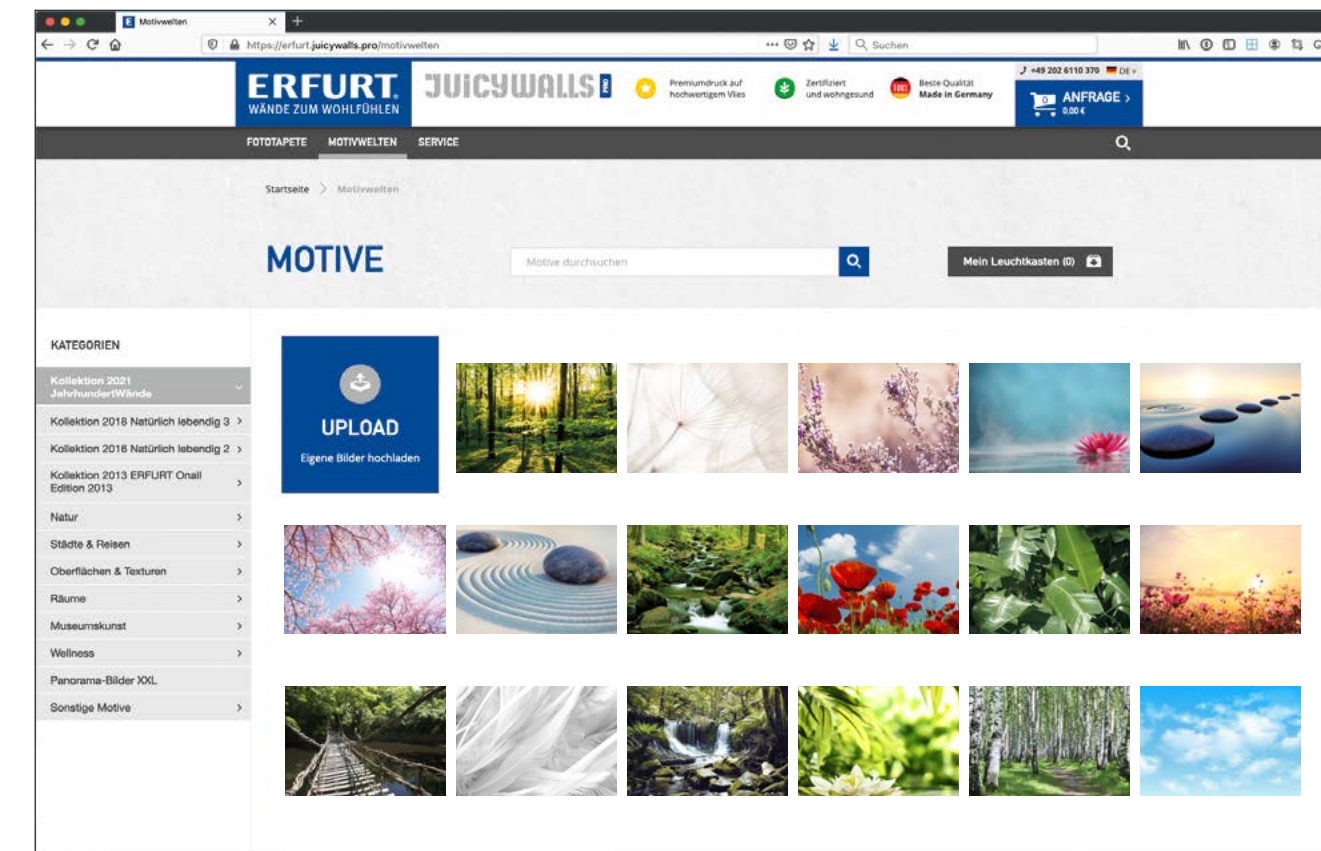 Motivwelten
https://erfurt.juicywalls.pro/motivwelten
Suchen
ERFURT
WÄNDE ZUM WOHLFÜHLEN
JUICYWALLS PRO
Premiumdruck auf
hochwertigem Vlies
Zertifiziert
und wohngesund
100%
Beste Qualität
Made in Germany
+49 202 6110 370 DE
0 ANFRAGE >
0,00 €
FOTOTAPETE MOTIVWELTEN SERVICE
Startseite > Motivwelten
MOTIVE
Motive durchsuchen
Mein Leuchtkasten (0)
KATEGORIEN
Kollektion 2021
JahrhundertWände
Kollektion 2018 Natürlich lebendig 3 >
Kollektion 2016 Natürlich lebendig 2 >
Kollektion 2013 ERFURT Onall
Edition 2013 >
Natur >
Städte & Reisen >
Oberflächen & Texturen >
Räume >
Museumskunst >
Wellness >
Panorama-Bilder XXL
Sonstige Motive >
UPLOAD
Eigene Bilder hochladen